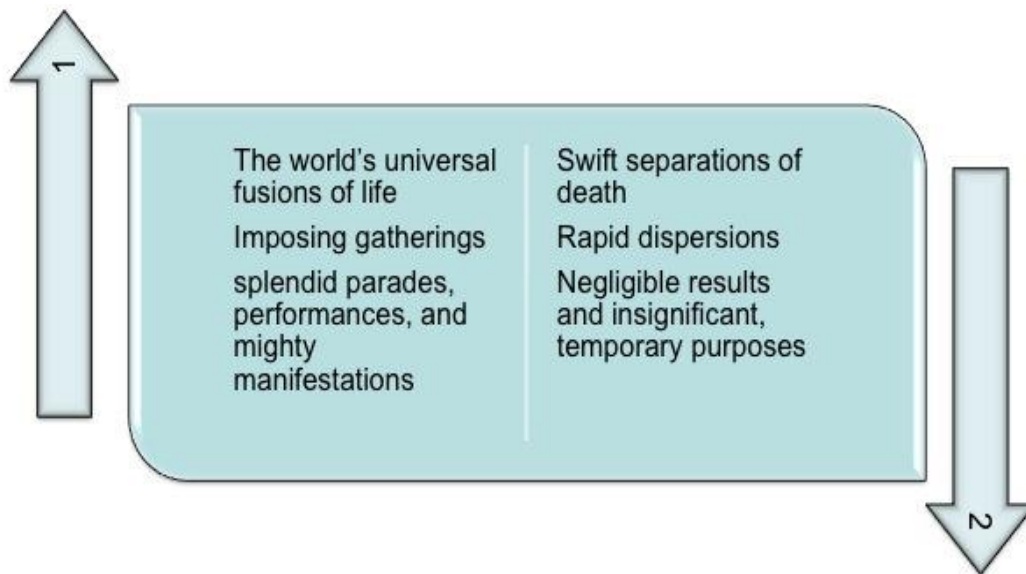 1
The world's universal
fusions of life
Imposing gatherings
splendid parades,
performances, and
mighty
manifestations
Swift separations of
death
Rapid dispersions
Negligible results
and insignificant,
temporary purposes
2